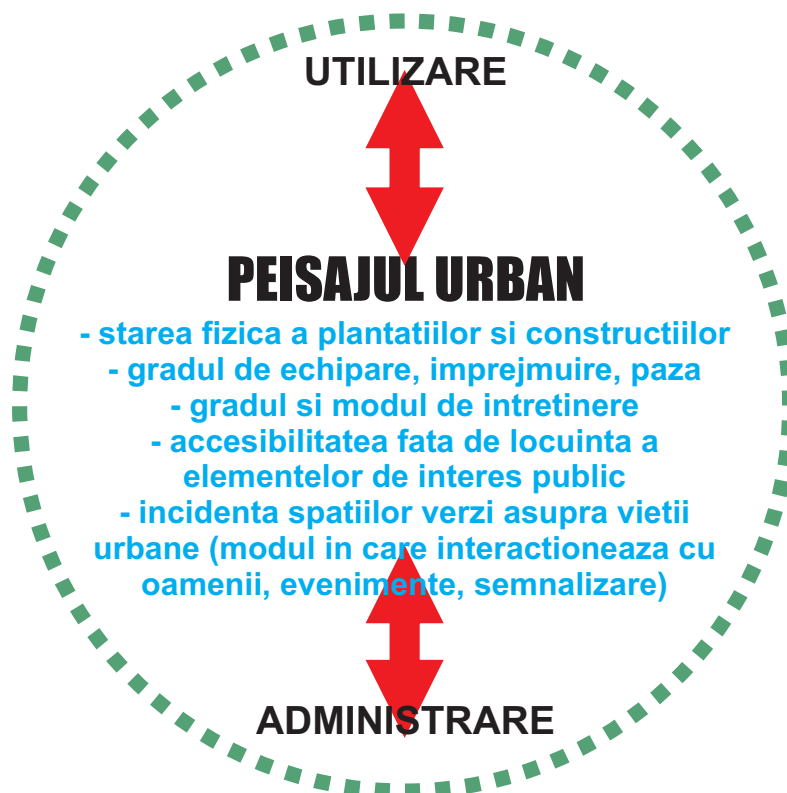 UTILIZARE
PEISAJUL URBAN
- starea fizica a plantatiilor si constructiilor
- gradul de echipare, imprejmuire, paza
- gradul si modul de intretinere
- accesibilitatea fata de locuinta a
elementelor de interes public
- incidenta spatiilor verzi asupra vietii
urbane (modul in care interactioneaza cu
oamenii, evenimente, semnalizare)
ADMINISTRARE